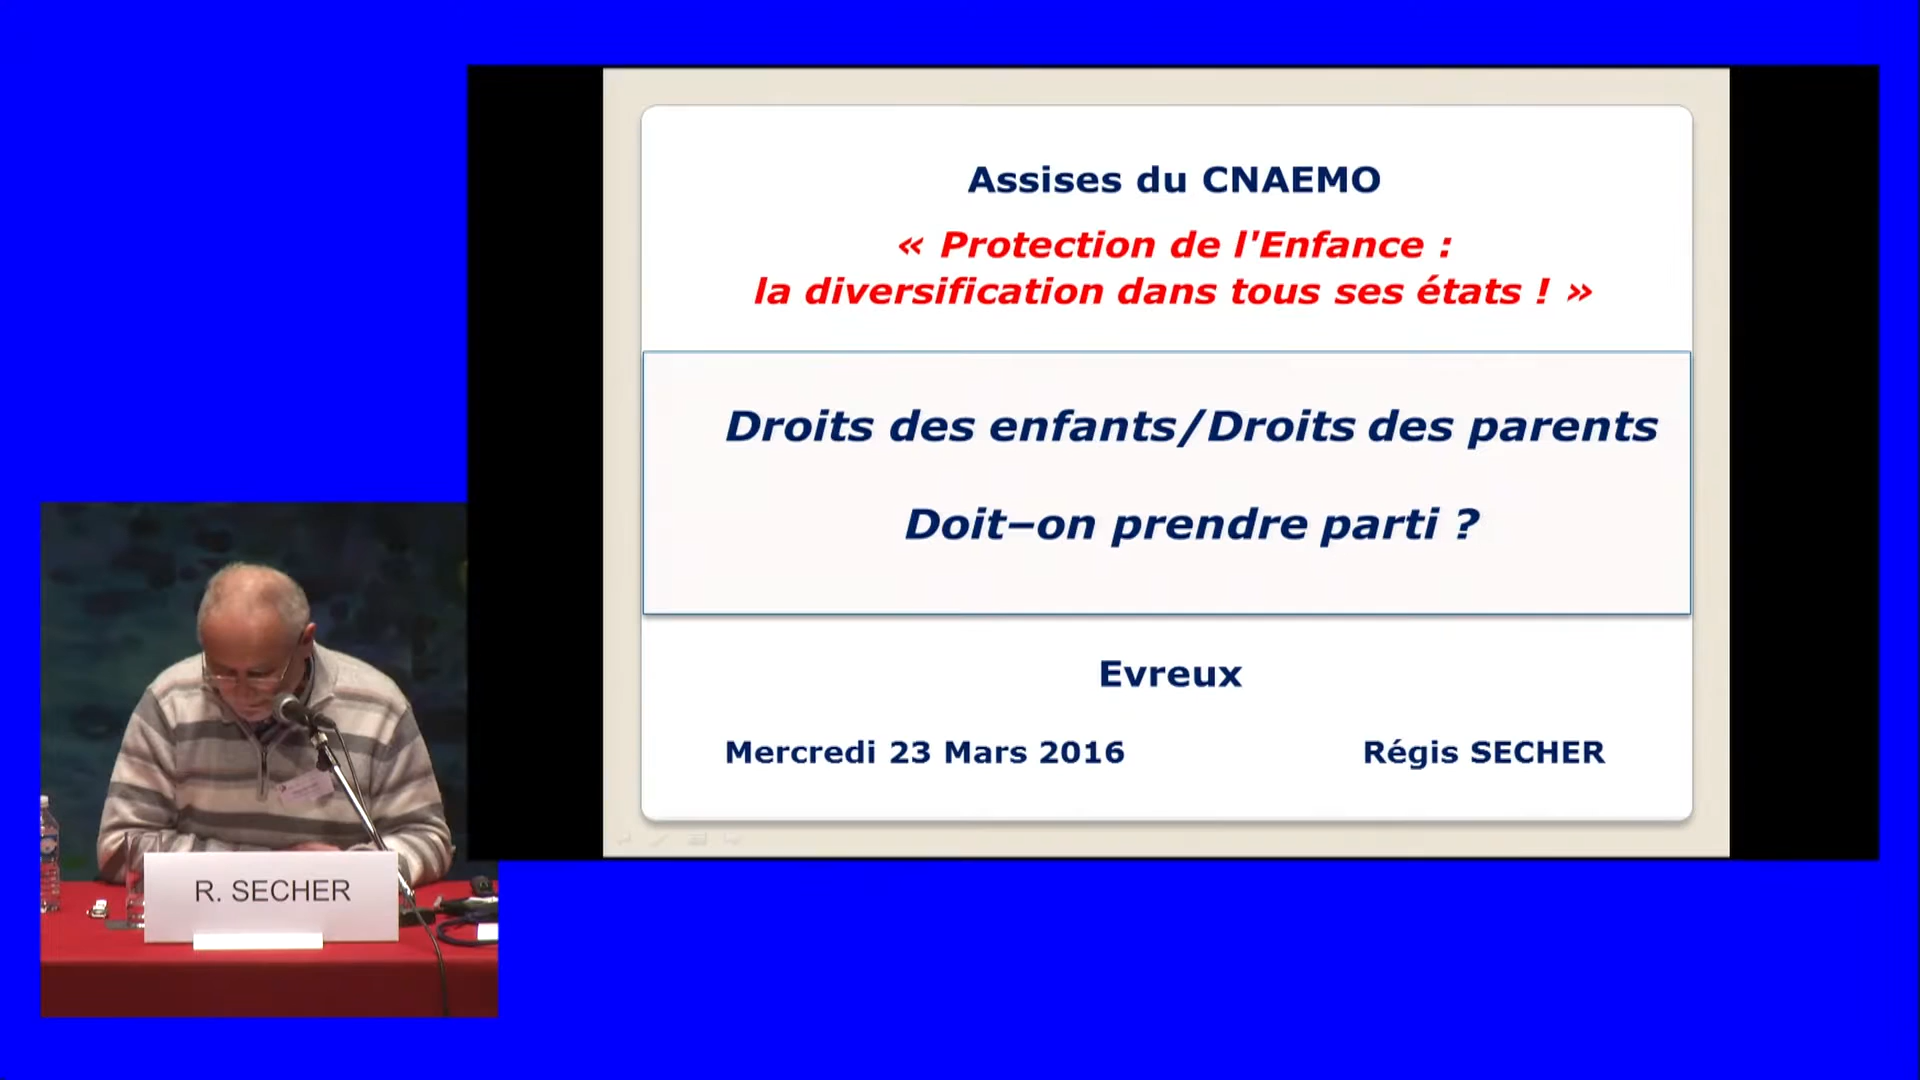 Assises du CNAEMO
« Protection de l'Enfance :
la diversification dans tous ses états ! »
Droits des enfants/Droits des parents
Doit–on prendre parti ?
Evreux
Mercredi 23 Mars 2016
Régis SECHER
R. SECHER